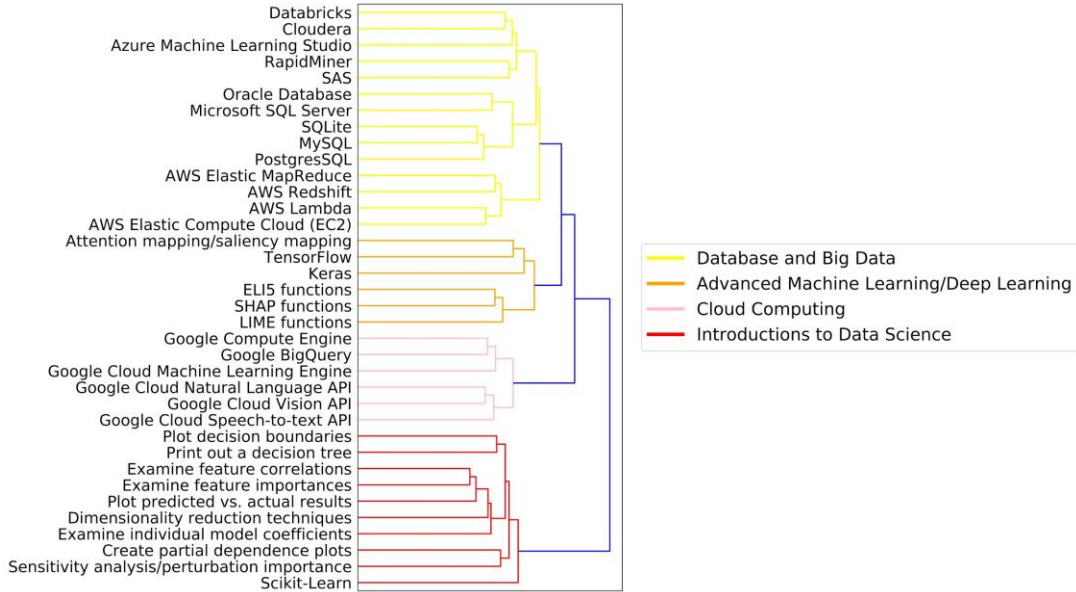 Databricks
Cloudera
Azure Machine Learning Studio
RapidMiner
SAS
Oracle Database
Microsoft SQL Server
SQLite
MySQL
PostgresSQL
AWS Elastic MapReduce
AWS Redshift
AWS Lambda
AWS Elastic Compute Cloud (EC2)
Attention mapping/saliency mapping
TensorFlow
Keras
ELI5 functions
SHAP functions
LIME functions
Google Compute Engine
Google BigQuery
Google Cloud Machine Learning Engine
Google Cloud Natural Language API
Google Cloud Vision API
Google Cloud Speech-to-text API
Plot decision boundaries
Print out a decision tree
Examine feature correlations
Examine feature importances
Plot predicted vs. actual results
Dimensionality reduction techniques
Examine individual model coefficients
Create partial dependence plots
Sensitivity analysis/perturbation importance
Scikit-Learn
Database and Big Data
Advanced Machine Learning/Deep Learning
Cloud Computing
Introductions to Data Science